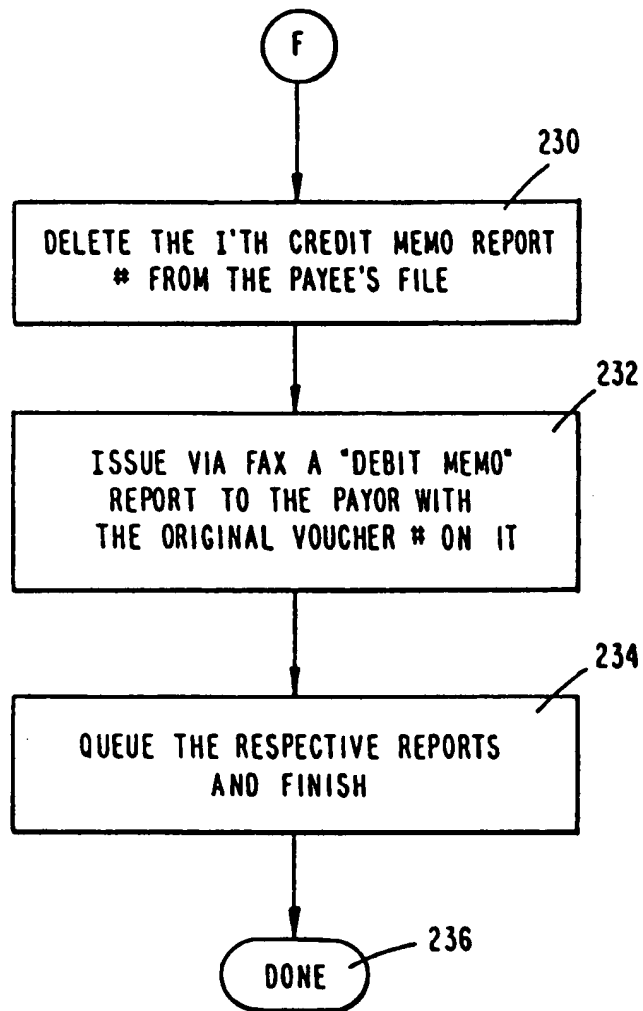 F
230
DELETE THE I'TH CREDIT MEMO REPORT
# FROM THE PAYEE'S FILE
232
ISSUE VIA FAX A "DEBIT MEMO"
REPORT TO THE PAYOR WITH
THE ORIGINAL VOUCHER # ON IT
234
QUEUE THE RESPECTIVE REPORTS
AND FINISH
236
DONE